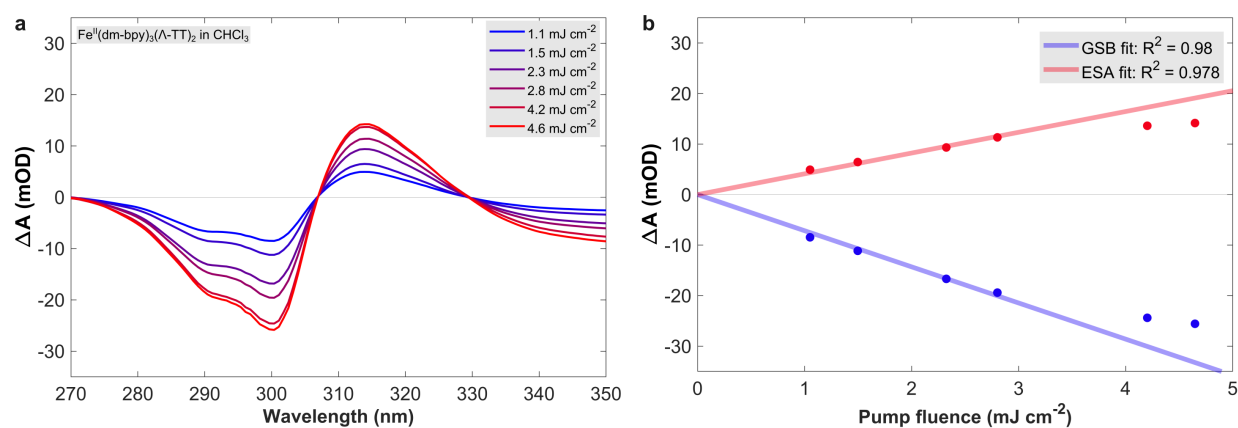 a
Fe^II(dm-bpy)₃(Λ-TT)₂ in CHCl₃
1.1 mJ cm⁻²
1.5 mJ cm⁻²
2.3 mJ cm⁻²
2.8 mJ cm⁻²
4.2 mJ cm⁻²
4.6 mJ cm⁻²
30
20
10
0
-10
-20
-30
ΔA (mOD)
270
280
290
300
310
320
330
340
350
Wavelength (nm)
b
GSB fit: R² = 0.98
ESA fit: R² = 0.978
30
20
10
0
-10
-20
-30
ΔA (mOD)
0
1
2
3
4
5
Pump fluence (mJ cm⁻²)